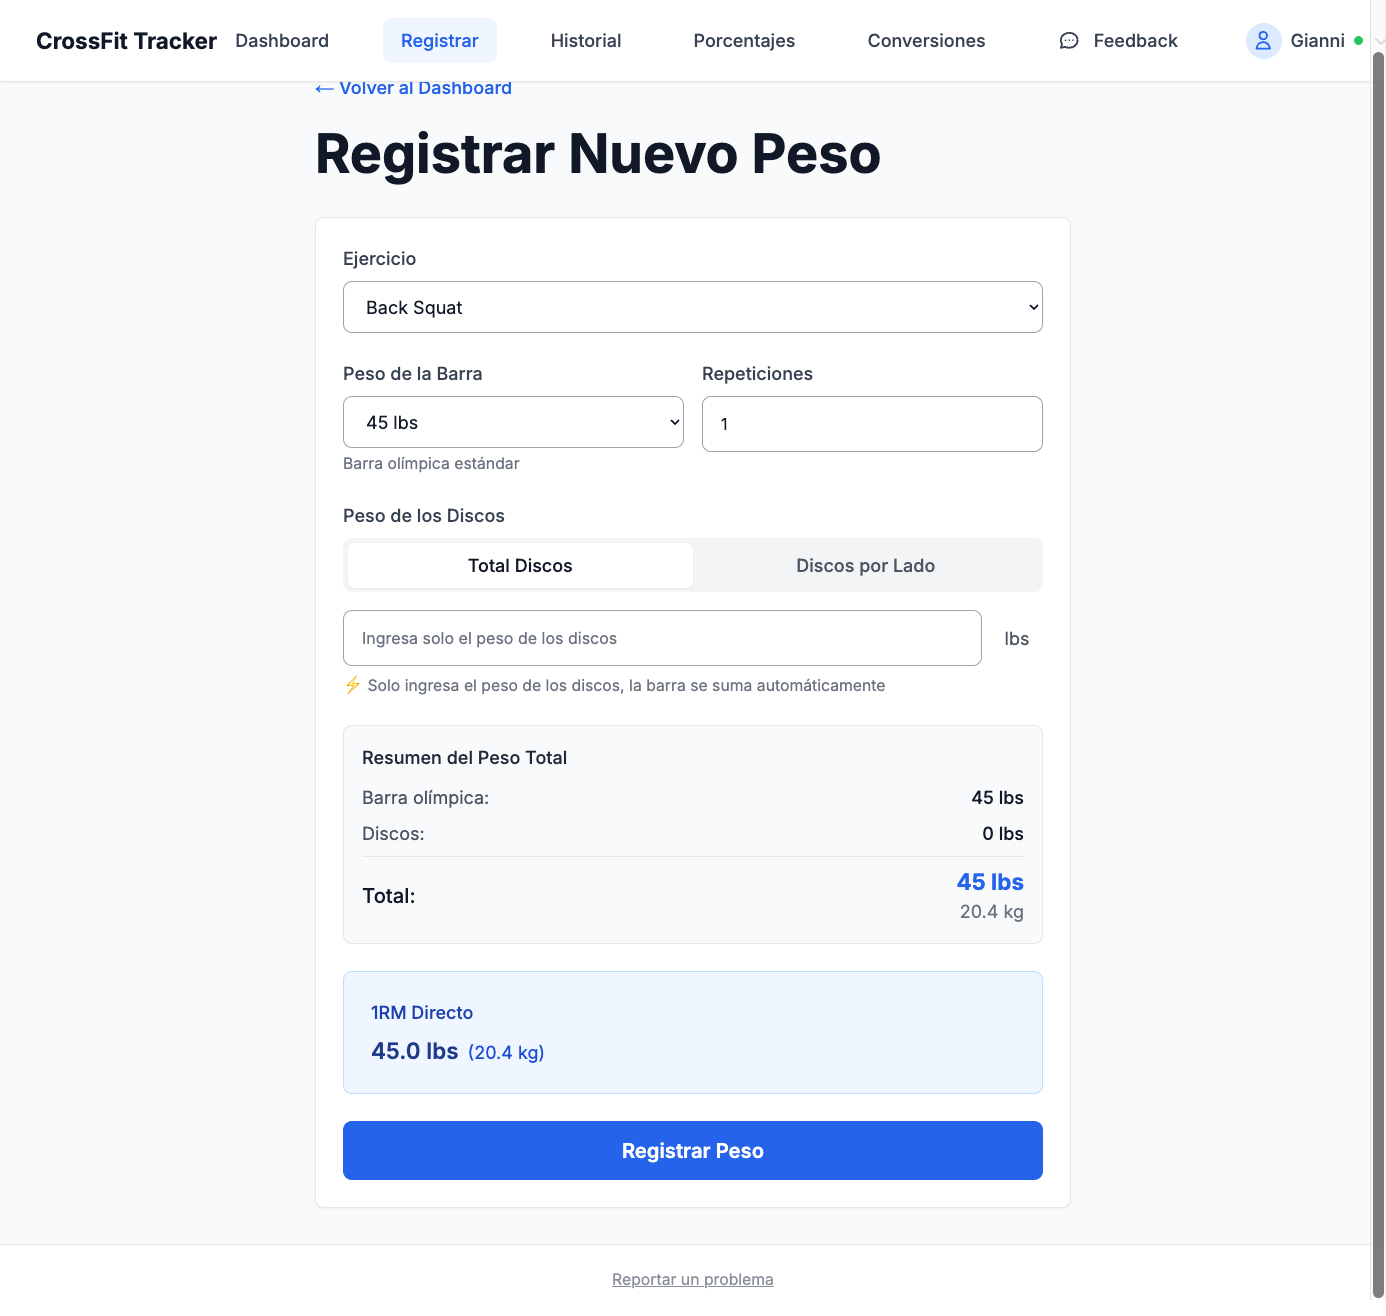 CrossFit Tracker Dashboard Registrar Historial Porcentajes Conversiones Feedback Gianni
← Volver al Dashboard
Registrar Nuevo Peso
Ejercicio
Back Squat
Peso de la Barra Repeticiones
45 lbs 1
Barra olímpica estándar
Peso de los Discos
Total Discos Discos por Lado
Ingresa solo el peso de los discos lbs
⚡ Solo ingresa el peso de los discos, la barra se suma automáticamente
Resumen del Peso Total
Barra olímpica: 45 lbs
Discos: 0 lbs
Total: 45 lbs
20.4 kg
1RM Directo
45.0 lbs (20.4 kg)
Registrar Peso
Reportar un problema